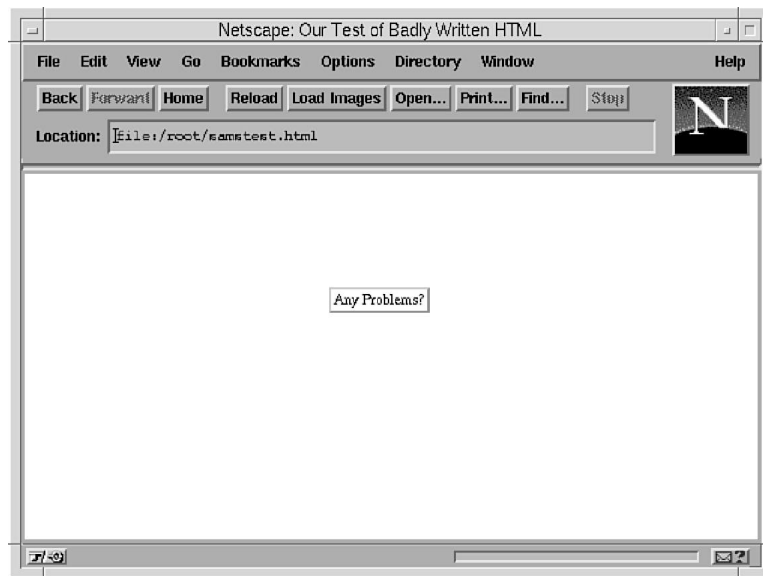 Netscape: Our Test of Badly Written HTML
File Edit View Go Bookmarks Options Directory Window Help
Back Forward Home Reload Load Images Open... Print... Find... Stop
N
Location: file:/root/samstest.html
Any Problems?
?